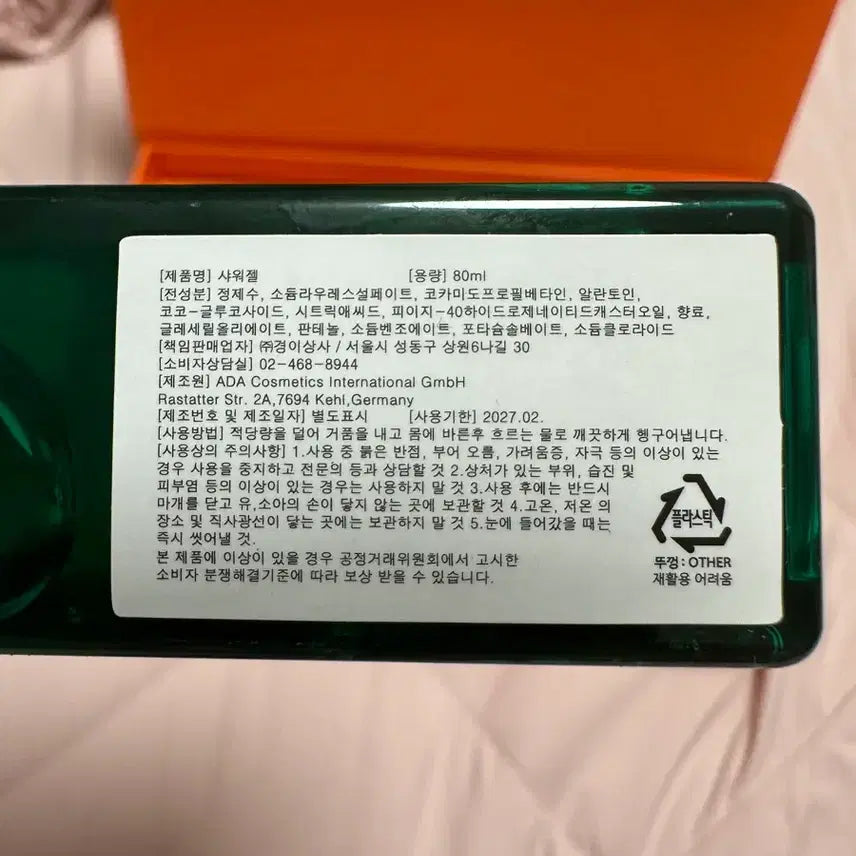 [제품명] 샤워젤 [용량] 80ml
[전성분] 정제수, 소듐라우레스설페이트, 코카미도프로필베타인, 알란토인,
코코-글루코사이드, 시트릭애씨드, 피이지-40하이드로제네이티드캐스터오일, 향료,
글레세릴올리에이트, 판테놀, 소듐벤조에이트, 포타슘솔베이트, 소듐클로라이드
[책임판매업자] ㈜경이상사 / 서울시 성동구 상원6나길 30
[소비자상담실] 02-468-8944
[제조원] ADA Cosmetics International GmbH
Rastatter Str. 2A,7694 Kehl,Germany
[제조번호 및 제조일자] 별도표시 [사용기한] 2027.02.
[사용방법] 적당량을 덜어 거품을 내고 몸에 바른후 흐르는 물로 깨끗하게 헹구어냅니다.
[사용상의 주의사항] 1.사용 중 붉은 반점, 부어 오름, 가려움증, 자극 등의 이상이 있는
경우 사용을 중지하고 전문의 등과 상담할 것 2.상처가 있는 부위, 습진 및
피부염 등의 이상이 있는 경우는 사용하지 말 것 3.사용 후에는 반드시
마개를 닫고 유,소아의 손이 닿지 않는 곳에 보관할 것 4.고온, 저온 의
장소 및 직사광선이 닿는 곳에는 보관하지 말 것 5.눈에 들어갔을 때는
즉시 씻어낼 것.
본 제품에 이상이 있을 경우 공정거래위원회에서 고시한
소비자 분쟁해결기준에 따라 보상 받을 수 있습니다.
플라스틱
뚜껑: OTHER
재활용 어려움